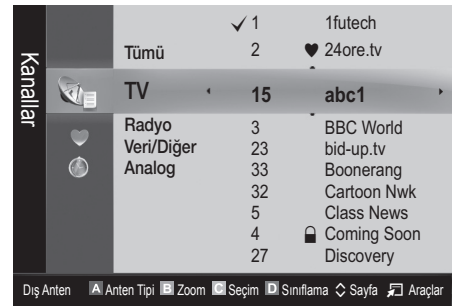 Kanallar
✓ 1 1futech
Tümü 2 ♥ 24ore.tv
TV 15 abc1
Radyo 3 BBC World
Veri/Diğer 23 bid-up.tv
Analog 33 Boonerang
32 Cartoon Nwk
5 Class News
4 Coming Soon
27 Discovery
Dış Anten A Anten Tipi B Zoom C Seçim D Sınıflama Sayfa Araçlar